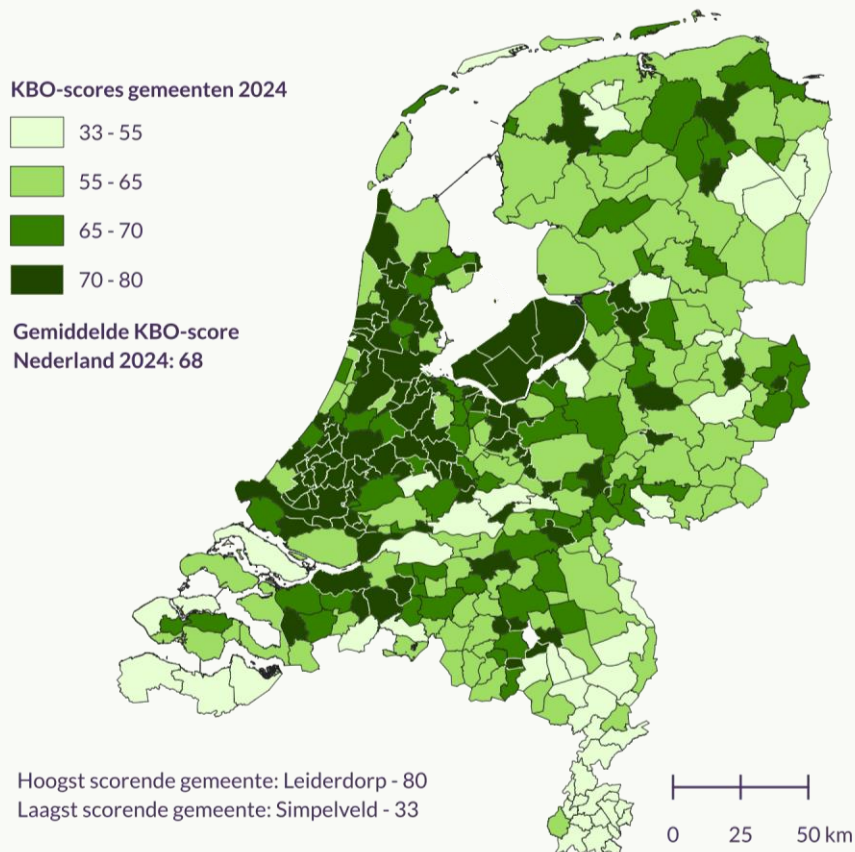 KBO-scores gemeenten 2024
33 - 55
55 - 65
65 - 70
70 - 80
Gemiddelde KBO-score
Nederland 2024: 68
Hoogst scorende gemeente: Leiderdorp - 80
Laagst scorende gemeente: Simpelveld - 33
0 25 50 km